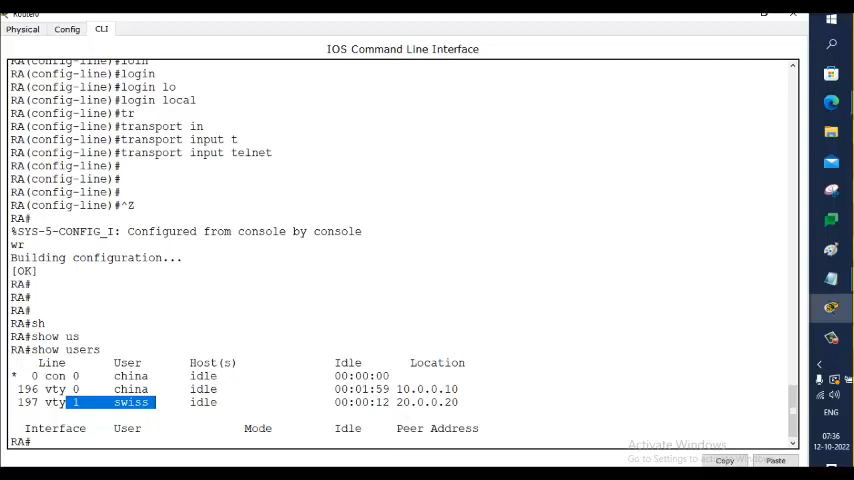 Router0
Physical Config CLI
IOS Command Line Interface
RA(config-line)#loin
RA(config-line)#login
RA(config-line)#login lo
RA(config-line)#login local
RA(config-line)#tr
RA(config-line)#transport in
RA(config-line)#transport input t
RA(config-line)#transport input telnet
RA(config-line)#
RA(config-line)#
RA(config-line)#
RA(config-line)#^Z
RA#
%SYS-5-CONFIG_I: Configured from console by console
wr
Building configuration...
[OK]
RA#
RA#
RA#
RA#sh
RA#show us
RA#show users
Line User Host(s) Idle Location
* 0 con 0 china idle 00:00:00
196 vty 0 china idle 00:01:59 10.0.0.10
197 vty 1 swiss idle 00:00:12 20.0.0.20
Interface User Mode Idle Peer Address
RA#
Activate Windows
Go to Settings to activate Windows.
Copy Paste
ENG
07:36
12-10-2022